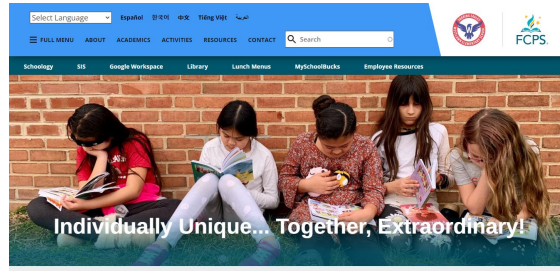 Select Language Español 한국어 中文 Tiếng Việt العربية
FULL MENU ABOUT ACADEMICS ACTIVITIES RESOURCES CONTACT Search
FCPS
Schoology SIS Google Workspace Library Lunch Menus MySchoolBucks Employee Resources
Individually Unique... Together, Extraordinary!